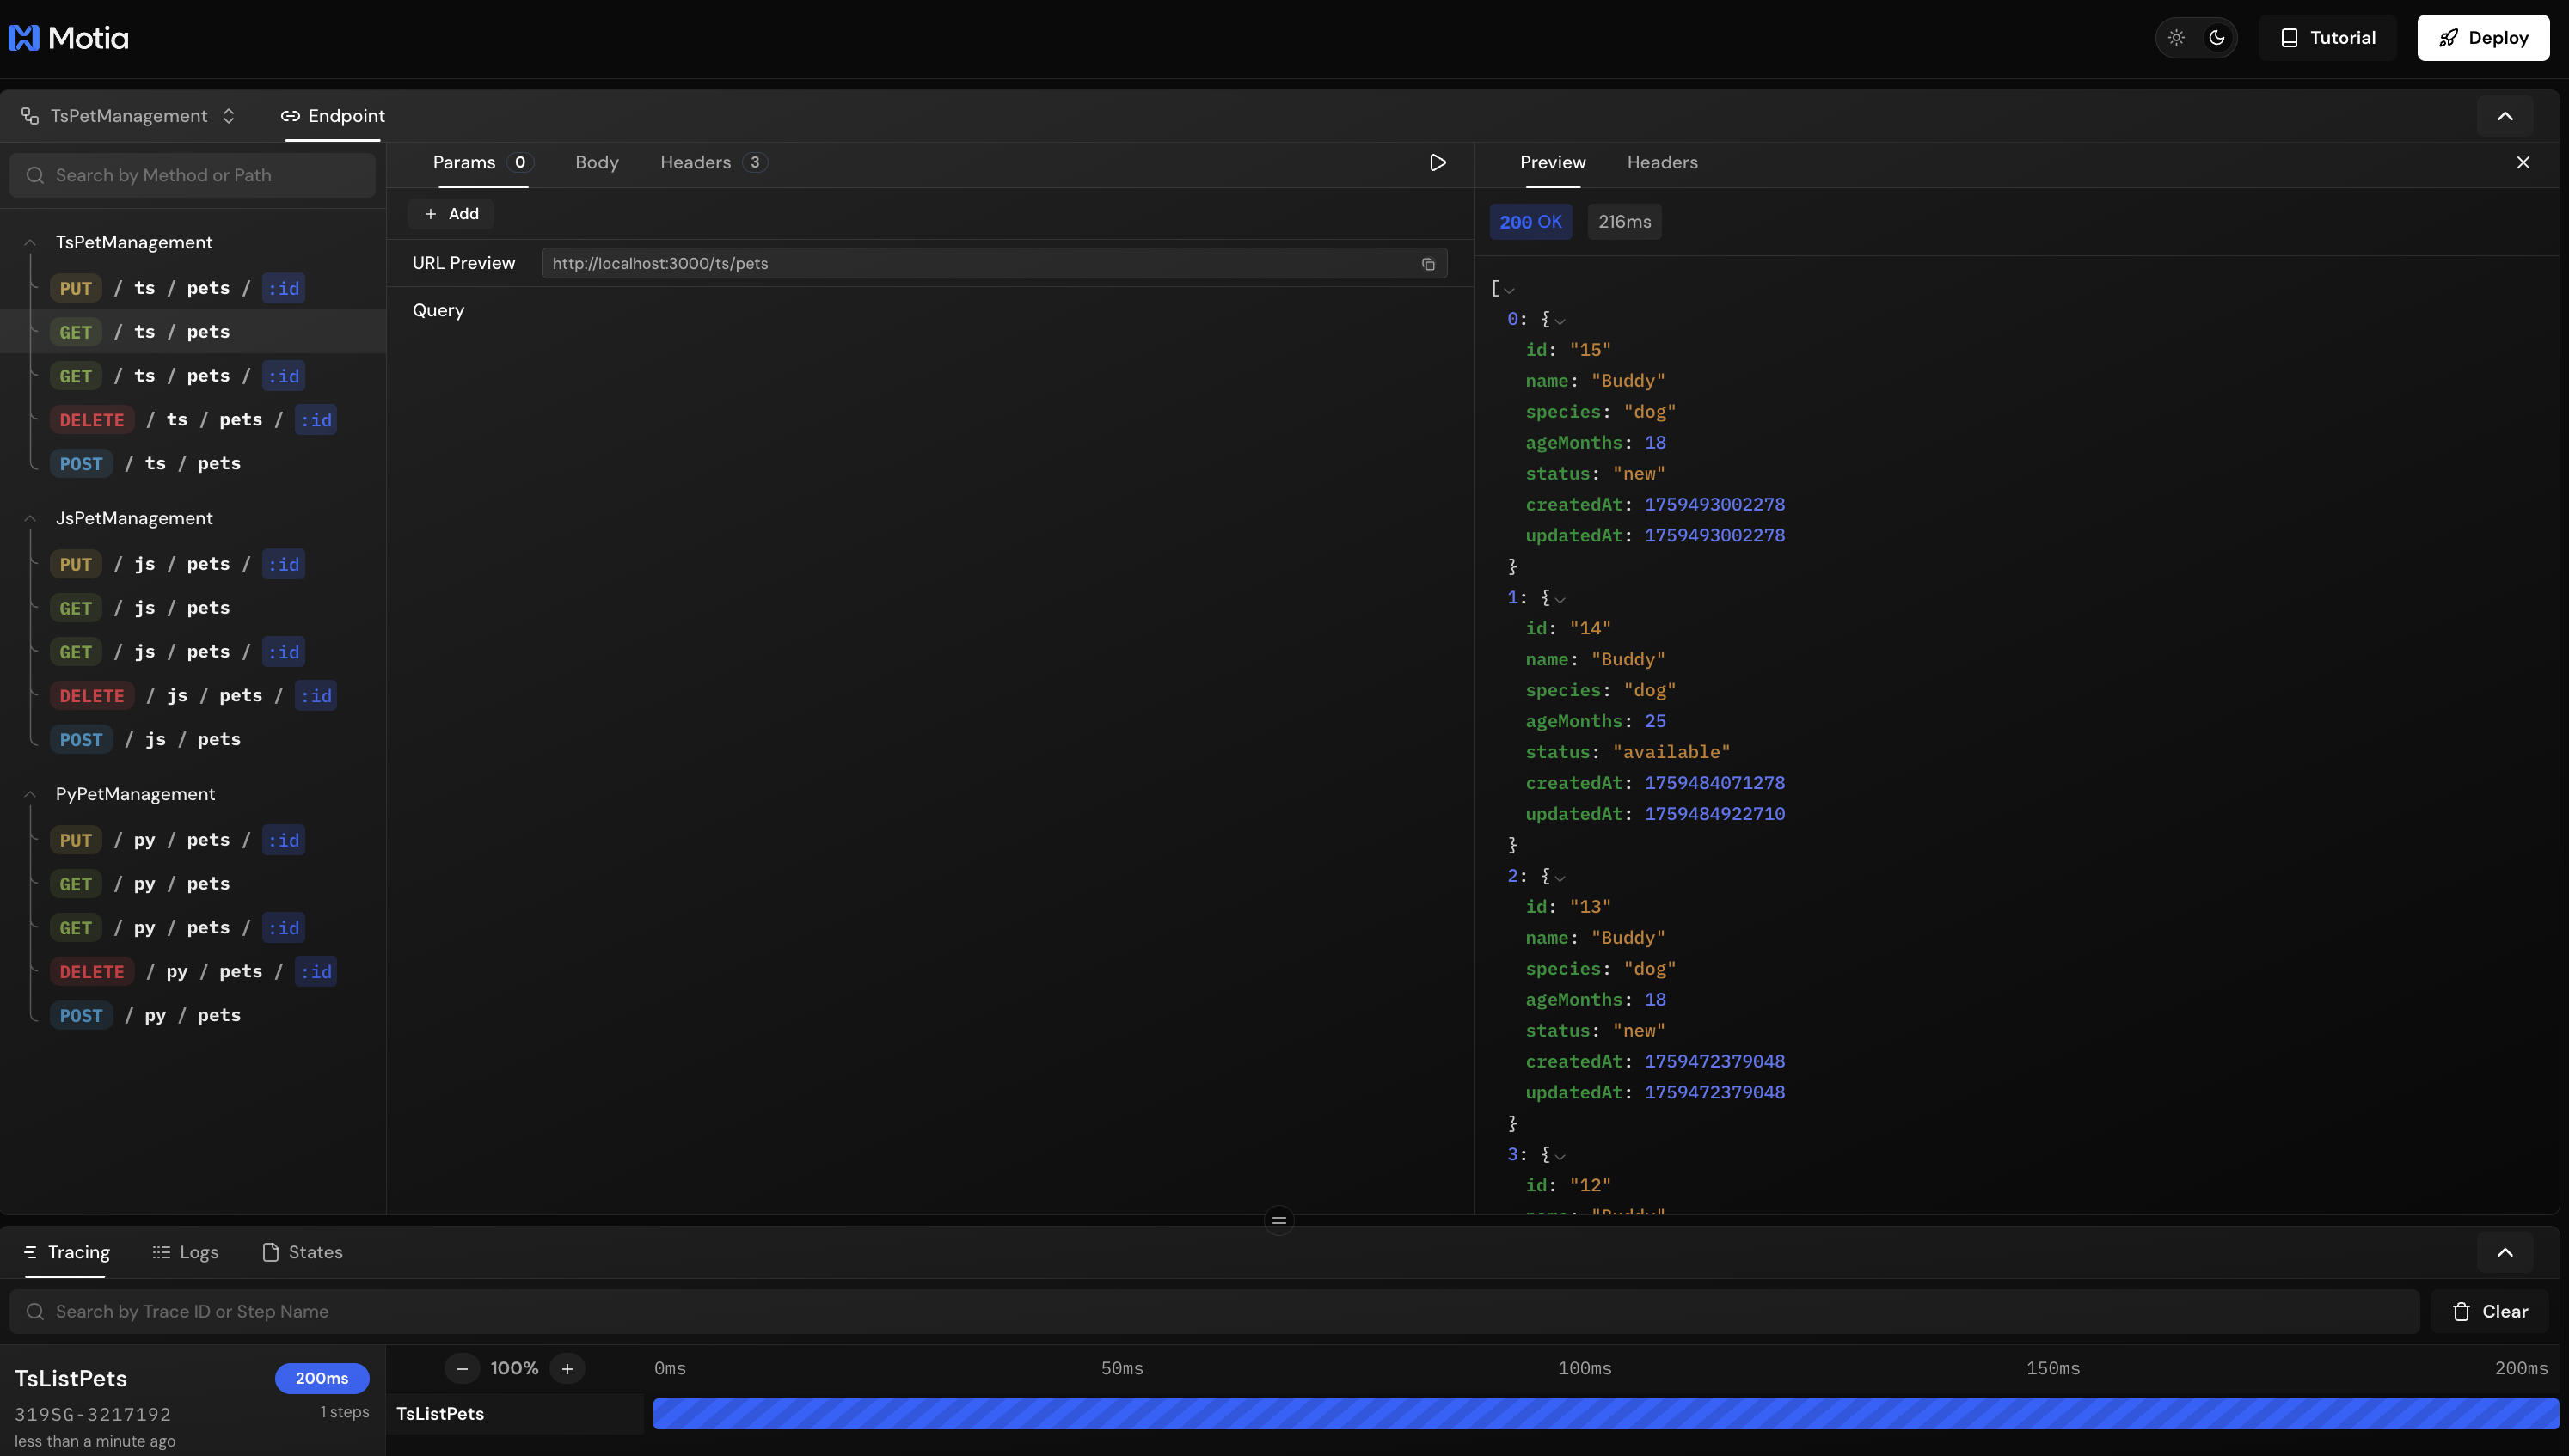 Motia
Tutorial
Deploy
TsPetManagement
Endpoint
Search by Method or Path
TsPetManagement
PUT / ts / pets / :id
GET / ts / pets
GET / ts / pets / :id
DELETE / ts / pets / :id
POST / ts / pets
JsPetManagement
PUT / js / pets / :id
GET / js / pets
GET / js / pets / :id
DELETE / js / pets / :id
POST / js / pets
PyPetManagement
PUT / py / pets / :id
GET / py / pets
GET / py / pets / :id
DELETE / py / pets / :id
POST / py / pets
Params 0 Body Headers 3
+ Add
URL Preview http://localhost:3000/ts/pets
Query
Preview Headers
200 OK 216ms
[
0: {
id: "15"
name: "Buddy"
species: "dog"
ageMonths: 18
status: "new"
createdAt: 1759493002278
updatedAt: 1759493002278
}
1: {
id: "14"
name: "Buddy"
species: "dog"
ageMonths: 25
status: "available"
createdAt: 1759484071278
updatedAt: 1759484922710
}
2: {
id: "13"
name: "Buddy"
species: "dog"
ageMonths: 18
status: "new"
createdAt: 1759472379048
updatedAt: 1759472379048
}
3: {
id: "12"
name: "Buddy"
Tracing Logs States
Search by Trace ID or Step Name
Clear
TsListPets 200ms
319SG-3217192 1 steps
less than a minute ago
− 100% + 0ms 50ms 100ms 150ms 200ms
TsListPets